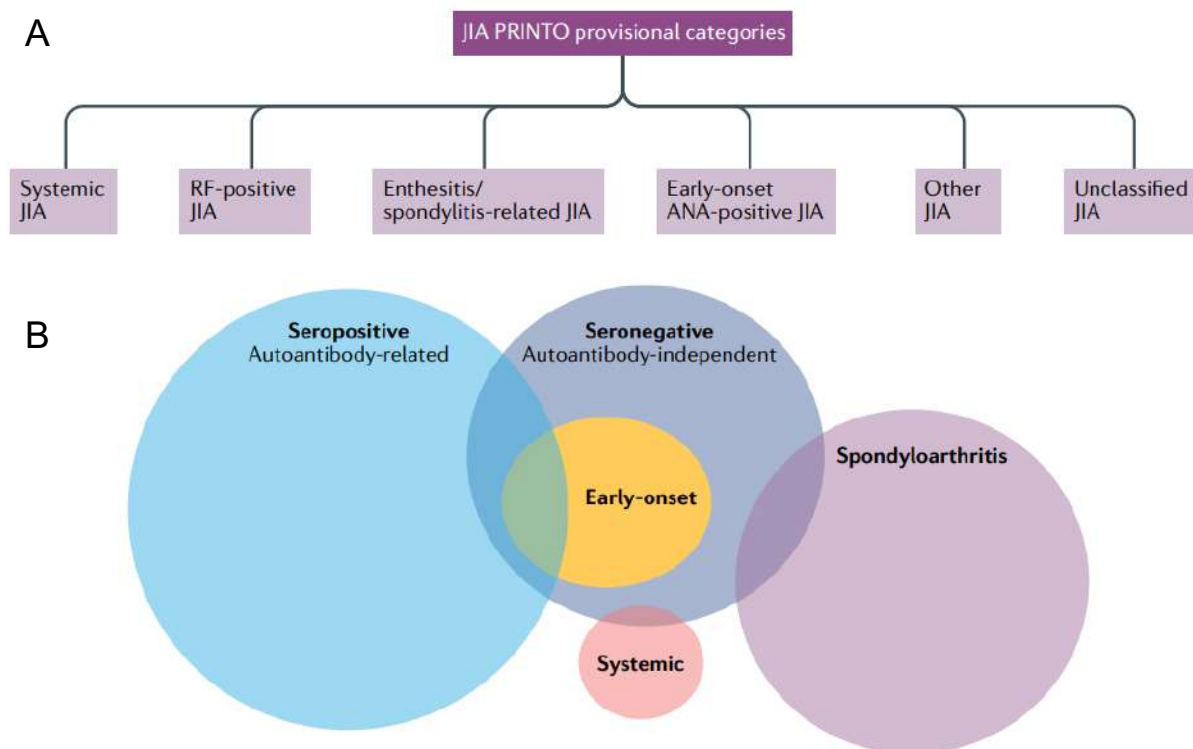 A
JIA PRINTO provisional categories
Systemic
JIA
RF-positive
JIA
Enthesitis/
spondylitis-related JIA
Early-onset
ANA-positive JIA
Other
JIA
Unclassified
JIA
B
Seropositive
Autoantibody-related
Seronegative
Autoantibody-independent
Spondyloarthritis
Early-onset
Systemic